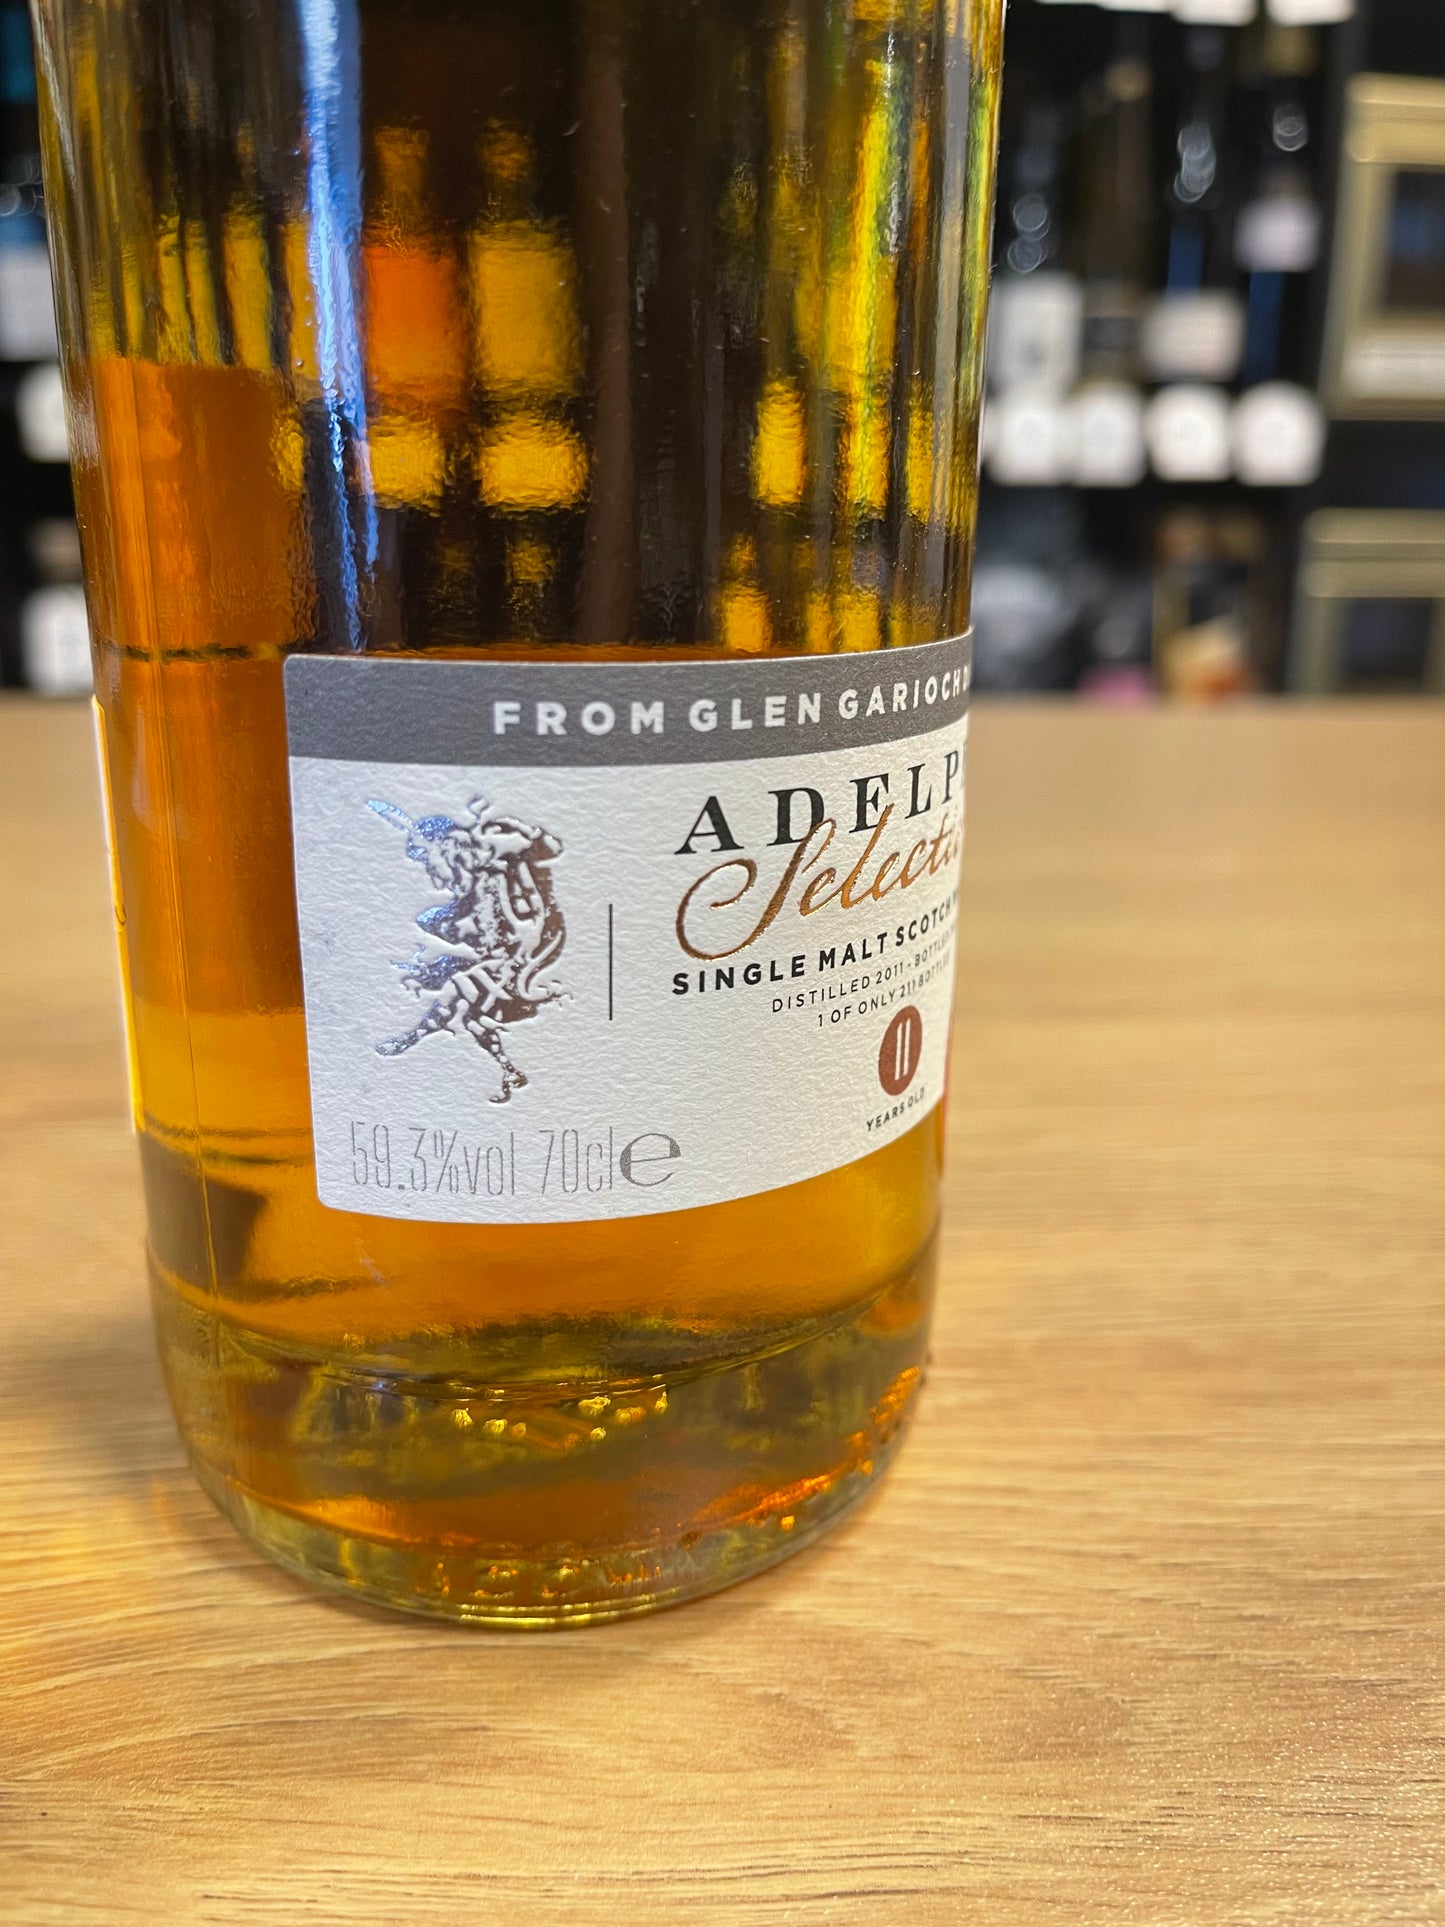 FROM GLEN GARIOCH
ADELP
Selecti
SINGLE MALT SCOTCH
DISTILLED 2011 - BOTTLED
1 OF ONLY 211 BOTTLES
11
YEARS OLD
59.3%vol 70cl e